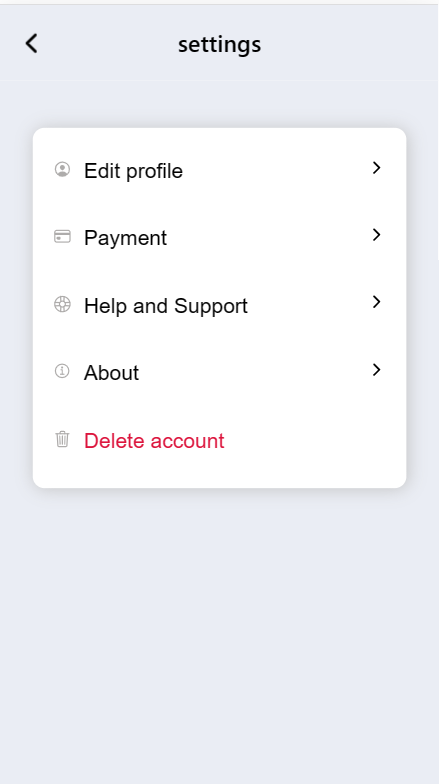 settings
Edit profile
Payment
Help and Support
About
Delete account